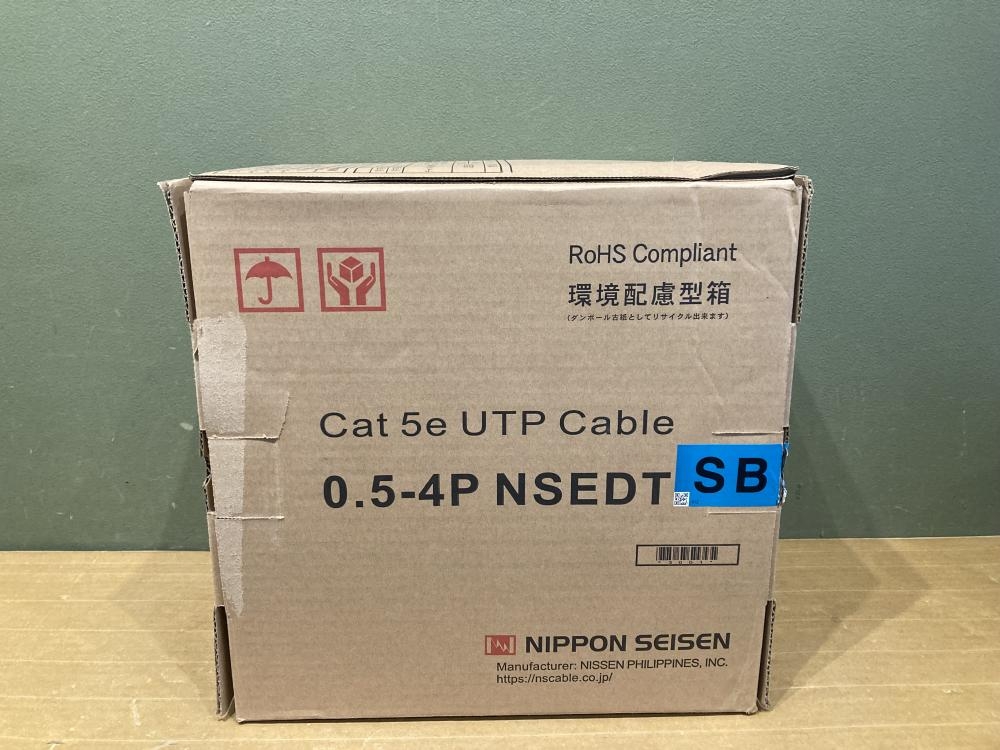 RoHS Compliant
環境配慮型箱
(ダンボール古紙としてリサイクル出来ます)
Cat 5e UTP Cable
0.5-4P NSEDT SB
NIPPON SEISEN
Manufacturer: NISSEN PHILIPPINES, INC.
https://nscable.co.jp/